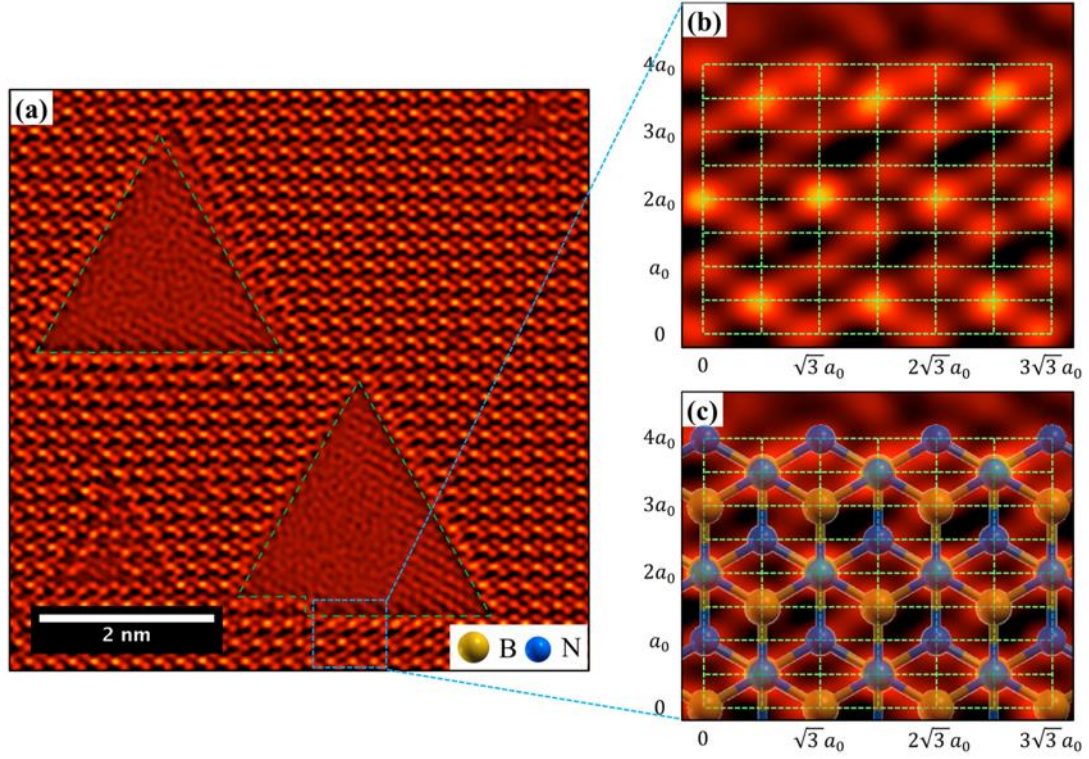 (a)
2 nm
B N
(b)
4a₀
3a₀
2a₀
a₀
0
0 √3 a₀ 2√3 a₀ 3√3 a₀
(c)
4a₀
3a₀
2a₀
a₀
0
0 √3 a₀ 2√3 a₀ 3√3 a₀